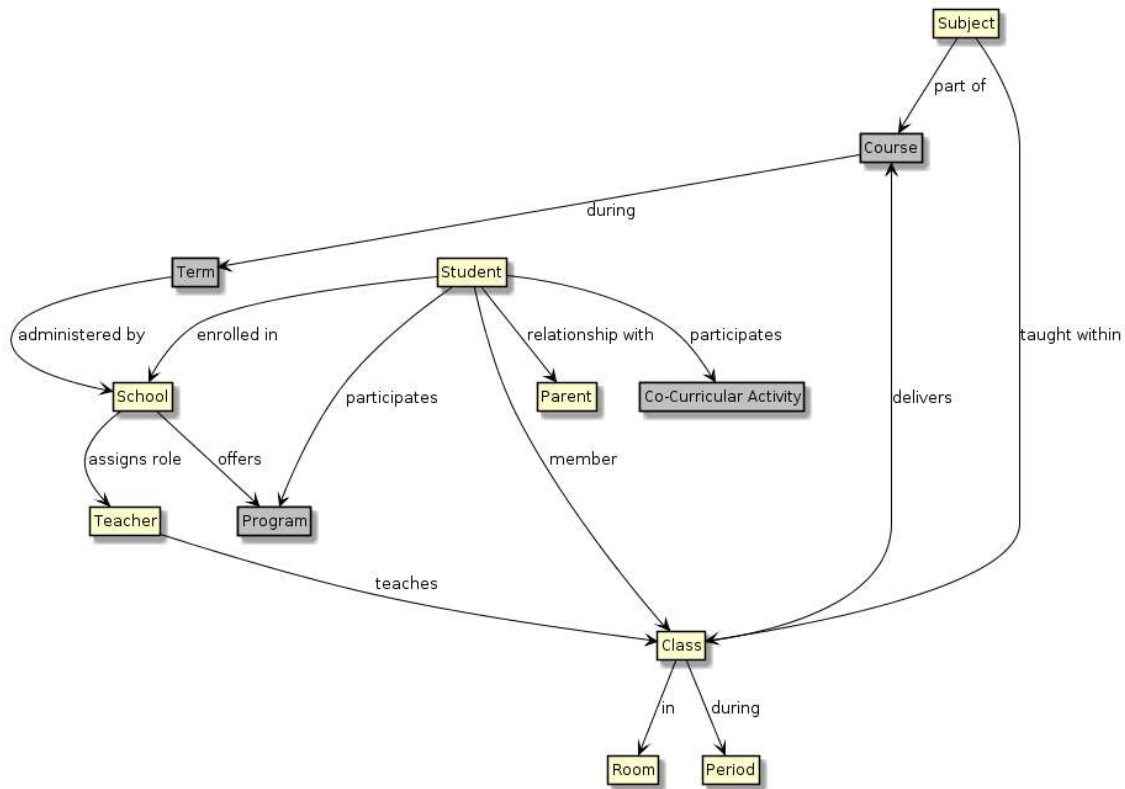 Subject
part of
Course
during
Term
Student
administered by
enrolled in
relationship with
participates
taught within
School
participates
Parent
Co-Curricular Activity
delivers
assigns role
offers
member
Teacher
Program
teaches
Class
in
during
Room
Period